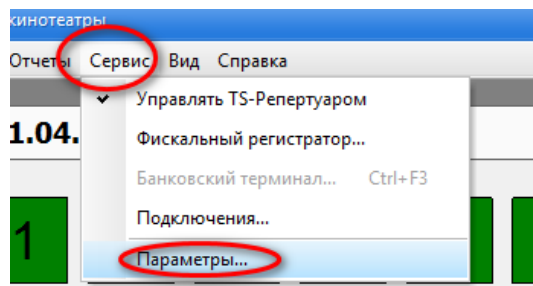 кинотеатры
Отчеты Сервис Вид Справка
Управлять TS-Репертуаром
1.04.
Фискальный регистратор...
Банковский терминал... Ctrl+F3
Подключения...
1
Параметры...